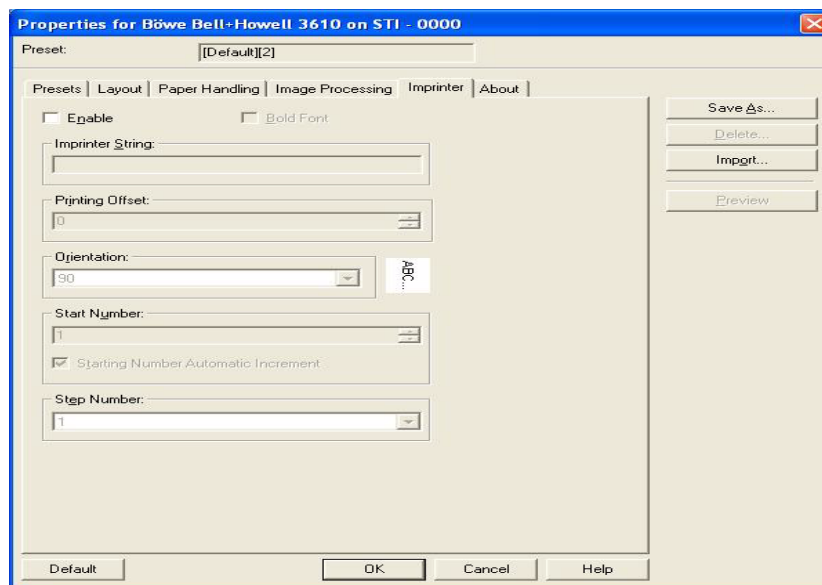 Properties for Böwe Bell+Howell 3610 on STI - 0000
Preset: [Default][2]
Presets Layout Paper Handling Image Processing Imprinter About
Save As...
Enable Bold Font
Delete...
Imprinter String:
Import...
Printing Offset:
Preview
0
Orientation:
90
ABC...
Start Number:
1
Starting Number Automatic Increment
Step Number:
1
Default OK Cancel Help